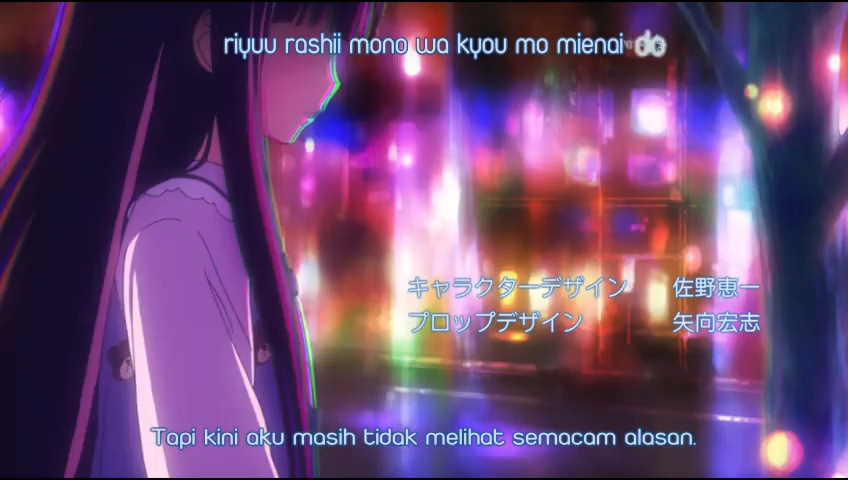 riyuu rashii mono wa kyou mo mienai do
キャラクターデザイン 佐野恵一
プロップデザイン 矢向宏志
Tapi kini aku masih tidak melihat semacam alasan.